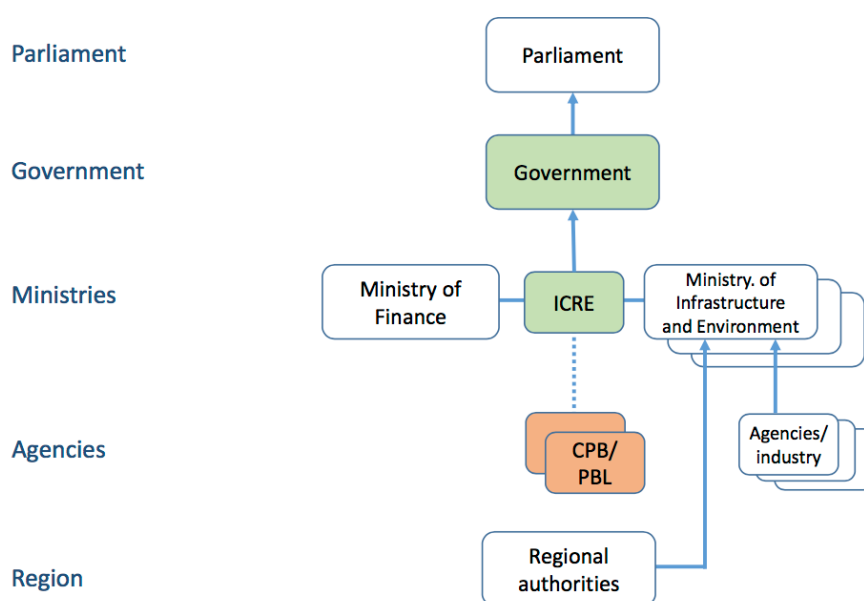 Parliament
Parliament
Government
Government
Ministries
Ministry of
Finance
ICRE
Ministry. of
Infrastructure
and Environment
Agencies
CPB/
PBL
Agencies/
industry
Region
Regional
authorities